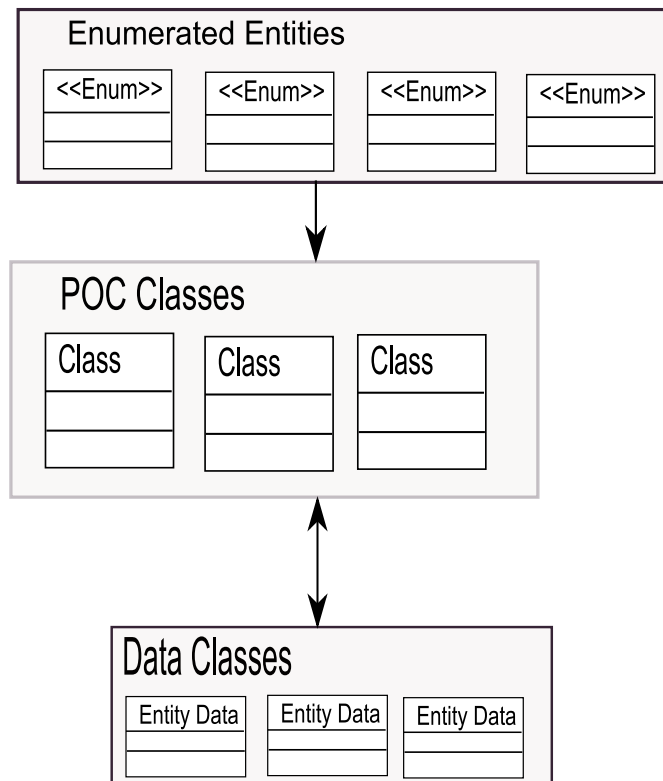 Enumerated Entities
<<Enum>> <<Enum>> <<Enum>> <<Enum>>
POC Classes
Class Class Class
Data Classes
Entity Data Entity Data Entity Data